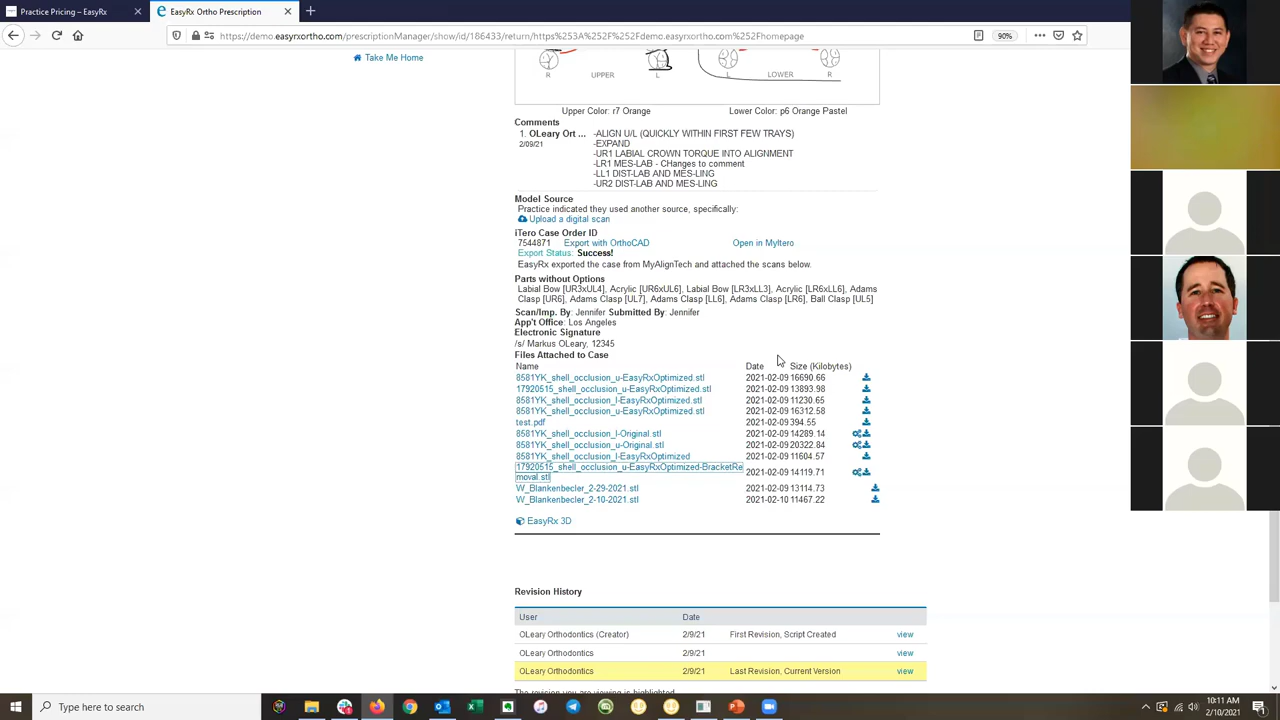 Practice Pricing – EasyRx
EasyRx Ortho Prescription
https://demo.easyrxortho.com/prescriptionManager/show/id/186433/return/https%253A%252F%252Fdemo.easyrxortho.com%252Fhomepage
90%
Take Me Home
R UPPER L L LOWER R
Upper Color: r7 Orange Lower Color: p6 Orange Pastel
Comments
1. OLeary Ort ... -ALIGN U/L (QUICKLY WITHIN FIRST FEW TRAYS)
2/09/21 -EXPAND
-UR1 LABIAL CROWN TORQUE INTO ALIGNMENT
-LR1 MES-LAB - CHanges to comment
-LL1 DIST-LAB AND MES-LING
-UR2 DIST-LAB AND MES-LING
Model Source
Practice indicated they used another source, specifically:
Upload a digital scan
iTero Case Order ID
7544871 Export with OrthoCAD Open in MyItero
Export Status: Success!
EasyRx exported the case from MyAlignTech and attached the scans below.
Parts without Options
Labial Bow [UR3xUL4], Acrylic [UR6xUL6], Labial Bow [LR3xLL3], Acrylic [LR6xLL6], Adams
Clasp [UR6], Adams Clasp [UL7], Adams Clasp [LL6], Adams Clasp [LR6], Ball Clasp [UL5]
Scan/Imp. By: Jennifer Submitted By: Jennifer
App't Office: Los Angeles
Electronic Signature
/s/ Markus OLeary, 12345
Files Attached to Case
Name Date Size (Kilobytes)
8581YK_shell_occlusion_u-EasyRxOptimized.stl 2021-02-09 16690.66
17920515_shell_occlusion_u-EasyRxOptimized.stl 2021-02-09 13893.98
8581YK_shell_occlusion_l-EasyRxOptimized.stl 2021-02-09 11230.65
8581YK_shell_occlusion_u-EasyRxOptimized.stl 2021-02-09 16312.58
test.pdf 2021-02-09 394.55
8581YK_shell_occlusion_l-Original.stl 2021-02-09 14289.14
8581YK_shell_occlusion_u-Original.stl 2021-02-09 20322.84
8581YK_shell_occlusion_l-EasyRxOptimized 2021-02-09 11604.57
17920515_shell_occlusion_u-EasyRxOptimized-BracketRe
moval.stl 2021-02-09 14119.71
W_Blankenbecler_2-29-2021.stl 2021-02-09 13114.73
W_Blankenbecler_2-10-2021.stl 2021-02-10 11467.22
EasyRx 3D
Revision History
User Date
OLeary Orthodontics (Creator) 2/9/21 First Revision, Script Created view
OLeary Orthodontics 2/9/21 view
OLeary Orthodontics 2/9/21 Last Revision, Current Version view
The revision you are viewing is highlighted
Type here to search
10:11 AM
2/10/2021